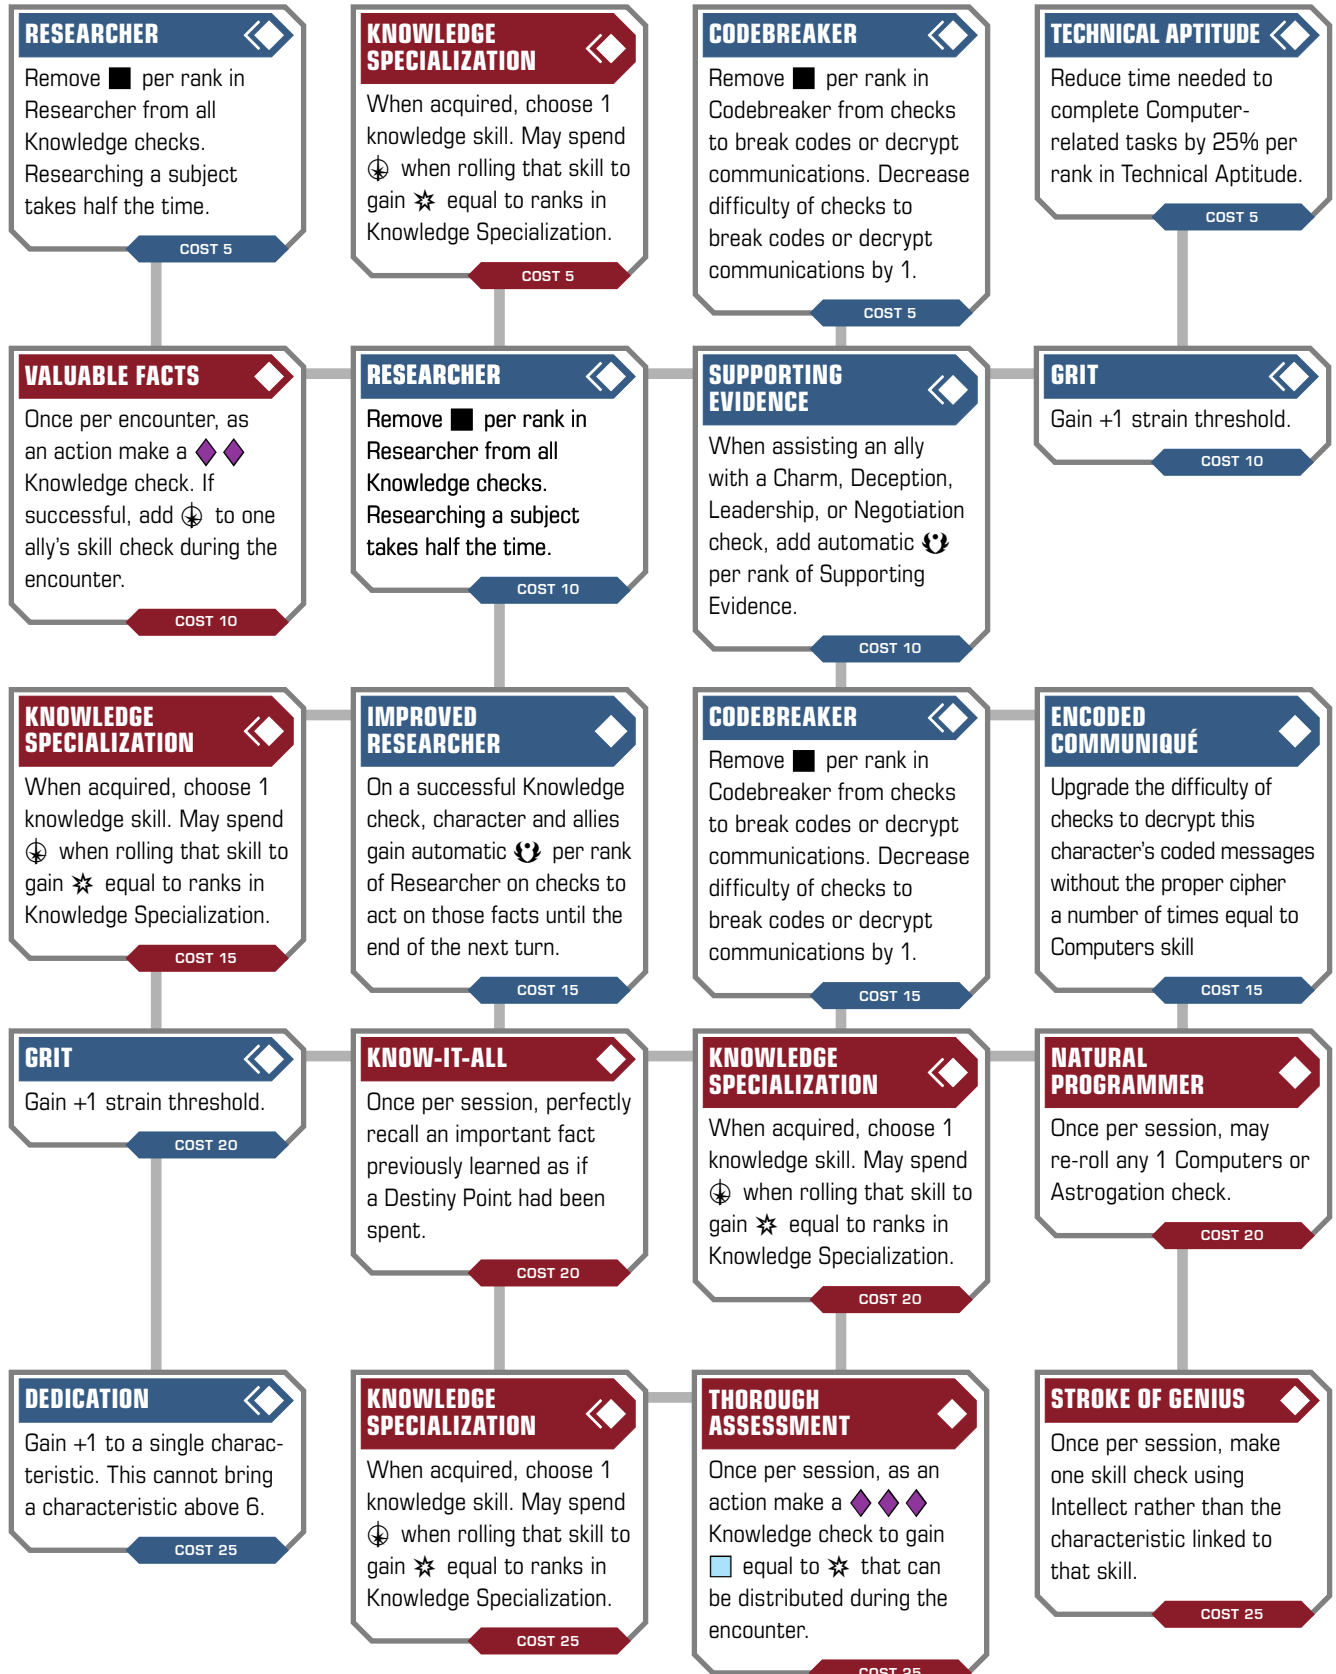 RESEARCHER
Remove per rank in
Researcher from all
Knowledge checks.
Researching a subject
takes half the time.
COST 5
KNOWLEDGE
SPECIALIZATION
When acquired, choose 1
knowledge skill. May spend
when rolling that skill to
gain equal to ranks in
Knowledge Specialization.
COST 5
CODEBREAKER
Remove per rank in
Codebreaker from checks
to break codes or decrypt
communications. Decrease
difficulty of checks to
break codes or decrypt
communications by 1.
COST 5
TECHNICAL APTITUDE
Reduce time needed to
complete Computer-
related tasks by 25% per
rank in Technical Aptitude.
COST 5
VALUABLE FACTS
Once per encounter, as
an action make a
Knowledge check. If
successful, add to one
ally's skill check during the
encounter.
COST 10
RESEARCHER
Remove per rank in
Researcher from all
Knowledge checks.
Researching a subject
takes half the time.
COST 10
SUPPORTING
EVIDENCE
When assisting an ally
with a Charm, Deception,
Leadership, or Negotiation
check, add automatic
per rank of Supporting
Evidence.
COST 10
GRIT
Gain +1 strain threshold.
COST 10
KNOWLEDGE
SPECIALIZATION
When acquired, choose 1
knowledge skill. May spend
when rolling that skill to
gain equal to ranks in
Knowledge Specialization.
COST 15
IMPROVED
RESEARCHER
On a successful Knowledge
check, character and allies
gain automatic per rank
of Researcher on checks to
act on those facts until the
end of the next turn.
COST 15
CODEBREAKER
Remove per rank in
Codebreaker from checks
to break codes or decrypt
communications. Decrease
difficulty of checks to
break codes or decrypt
communications by 1.
COST 15
ENCODED
COMMUNIQUÉ
Upgrade the difficulty of
checks to decrypt this
character's coded messages
without the proper cipher
a number of times equal to
Computers skill
COST 15
GRIT
Gain +1 strain threshold.
COST 20
KNOW-IT-ALL
Once per session, perfectly
recall an important fact
previously learned as if
a Destiny Point had been
spent.
COST 20
KNOWLEDGE
SPECIALIZATION
When acquired, choose 1
knowledge skill. May spend
when rolling that skill to
gain equal to ranks in
Knowledge Specialization.
COST 20
NATURAL
PROGRAMMER
Once per session, may
re-roll any 1 Computers or
Astrogation check.
COST 20
DEDICATION
Gain +1 to a single charac-
teristic. This cannot bring
a characteristic above 6.
COST 25
KNOWLEDGE
SPECIALIZATION
When acquired, choose 1
knowledge skill. May spend
when rolling that skill to
gain equal to ranks in
Knowledge Specialization.
COST 25
THOROUGH
ASSESSMENT
Once per session, as an
action make a
Knowledge check to gain
equal to that can
be distributed during the
encounter.
COST 25
STROKE OF GENIUS
Once per session, make
one skill check using
Intellect rather than the
characteristic linked to
that skill.
COST 25